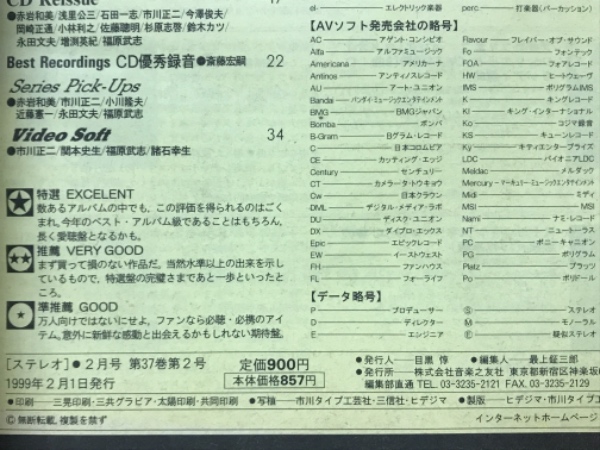 CD Reissue 17
●赤岩和美／浅里公三／石田一志／市川正二／今澤俊夫／
岡崎正通／小林利之／佐藤聰明／杉原志啓／鈴木カツ／
永田文夫／増渕英紀／福原武志
Best Recordings CD優秀録音●斎藤宏嗣 22
Series Pick-Ups
●赤岩和美／市川正二／小川隆夫／
近藤憲一／永田文夫／福原武志
Video Soft 34
●市川正二／関本史生／福原武志／諸石幸生
特選 EXCELENT
数あるアルバムの中でも、この評価を得られるのはごく
まれ。今年のベスト・アルバム級であることはもちろん、
長く愛聴盤となるかも。
推薦 VERY GOOD
まず買って損のない作品だ。当然水準以上の出来を示し
ているもので、特選盤の完璧さまであと一歩といったと
ころ。
準推薦 GOOD
万人向けではないにせよ、ファンなら必聴・必携のアイ
テム。意外に新鮮な感動と出会えるかもしれない期待盤。
el- エレクトリック楽器
perc. 打楽器（パーカッション）
【AVソフト発売会社の略号】
AC アゲント・コンシピオ
Alfa アルファミュージック
Americana アメリカーナ
Antinos アンティノスレコード
AU アート・ユニオン
Bandai バンダイ・ミュージックエンタテインメント
BMG BMGジャパン
Bomba ボンバ
B-Gram Bグラム・レコード
C 日本コロムビア
CE カッティング・エッジ
Century センチュリー
CT カメラータ・トウキョウ
Cw 日本クラウン
DML デジタル・メディア・ラボ
DU ディスク・ユニオン
DX ダイプロ・エックス
Epic エピックレコード
EW イーストウェスト
FH ファンハウス
FL フォーライフ
Flavour フレイバー・オブ・サウンド
Fo フォンテック
FOA フォアレコード
HW ヒートウェーヴ
IMS ポリグラムIMS
K キングレコード
KI キング・インターナショナル
Ko コジマ録音
KS キューンレコード
Ky キティエンタープライズ
LDC パイオニアLDC
Meldac メルダック
Mercury マーキュリー・ミュージックエンタテインメント
Midi ミディ
MSI MSI
Nami ナミ・レコード
NT ニュートーラス
PC ポニーキャニオン
PG ポリグラム
Platz プラッツ
Po ポリドール
【データ略号】
P プロデューサー
D ディレクター
E エンジニア
Ⓢ ステレオ
Ⓜ モノーラル
Ⓔ 疑似ステレオ
［ステレオ］●2月号 第37巻第2号
1999年2月1日発行
定価900円
本体価格857円
●発行人— 目黒 惇 ●編集人— 最上鉦三郎
●発行所— 株式会社音楽之友社 東京都新宿区神楽坂
編集部直通 TEL. 03-3235-2121 FAX. 03-3235-2129
●印刷— 三晃印刷・三共グラビア・太陽印刷・共同印刷 ●写植— 市川タイプ工芸社・三信社・ヒデジマ ●製版— ヒデジマ・市川タイプ工
©無断転載、複製を禁ず
インターネットホームページ